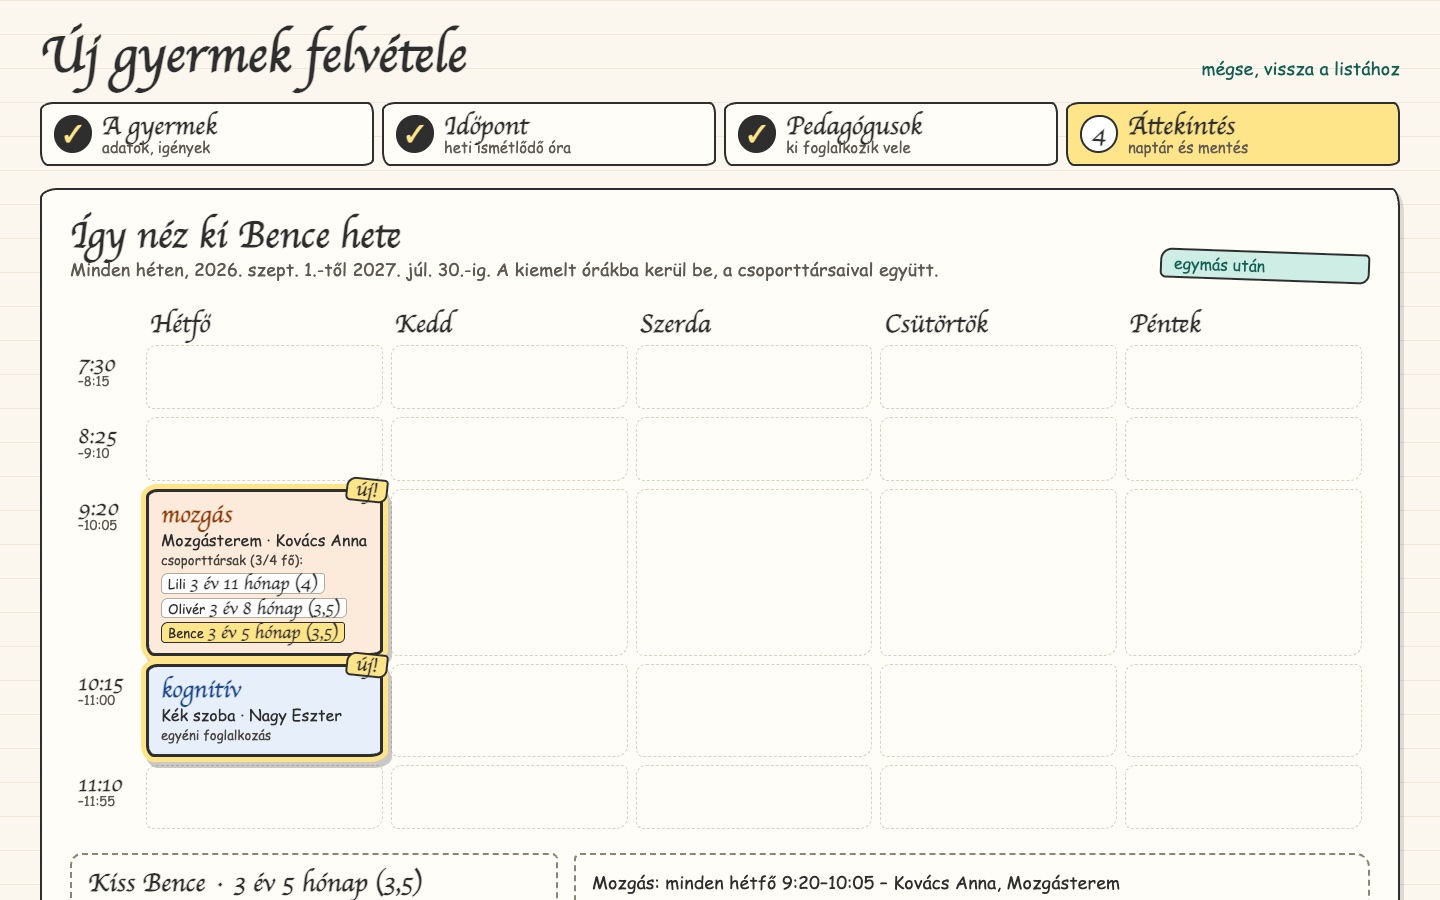 Új gyermek felvétele
mégse, vissza a listához
✓ A gyermek
adatok, igények
✓ Időpont
heti ismétlődő óra
✓ Pedagógusok
ki foglalkozik vele
4 Áttekintés
naptár és mentés
Így néz ki Bence hete
Minden héten, 2026. szept. 1.-től 2027. júl. 30.-ig. A kiemelt órákba kerül be, a csoporttársaival együtt.
egymás után
Hétfő Kedd Szerda Csütörtök Péntek
7:30
–8:15
8:25
–9:10
9:20
–10:05
új!
mozgás
Mozgásterem · Kovács Anna
csoporttársak (3/4 fő):
Lili 3 év 11 hónap (4)
Olivér 3 év 8 hónap (3,5)
Bence 3 év 5 hónap (3,5)
10:15
–11:00
új!
kognitív
Kék szoba · Nagy Eszter
egyéni foglalkozás
11:10
–11:55
Kiss Bence · 3 év 5 hónap (3,5)
Mozgás: minden hétfő 9:20–10:05 – Kovács Anna, Mozgásterem